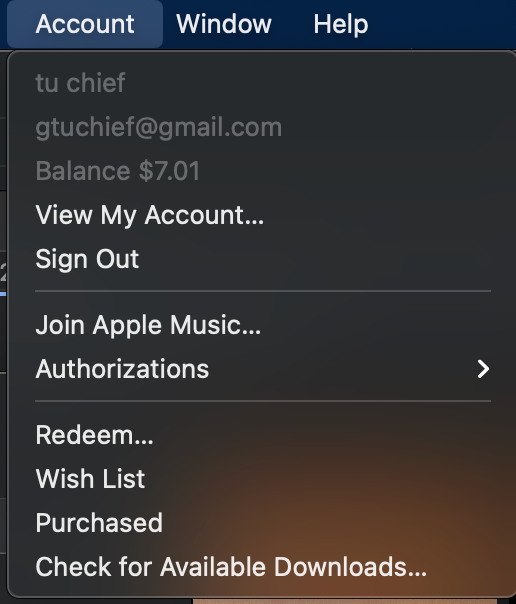 Account Window Help
tu chief
gtuchief@gmail.com
Balance $7.01
View My Account...
Sign Out
Join Apple Music...
Authorizations
Redeem...
Wish List
Purchased
Check for Available Downloads...